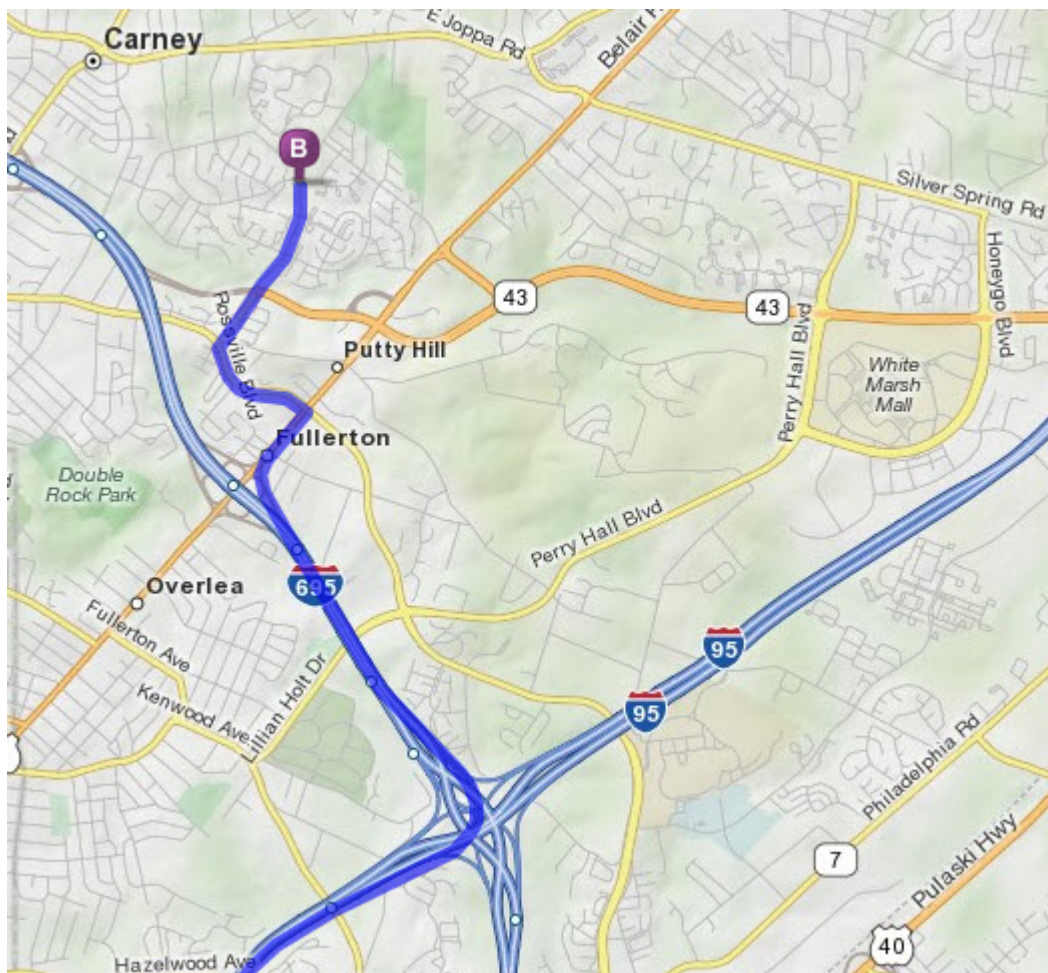 Carney
E Joppa Rd
Belair R
B
Silver Spring Rd
Honeygo Blvd
43
43
Rossville Blvd
Putty Hill
Perry Hall Blvd
White
Marsh
Mall
Fullerton
Double
Rock Park
Perry Hall Blvd
695
Overlea
Fullerton Ave
95
95
Lillian Holt Dr
Kenwood Ave
Philadelphia Rd
7
Pulaski Hwy
40
Hazelwood Ave